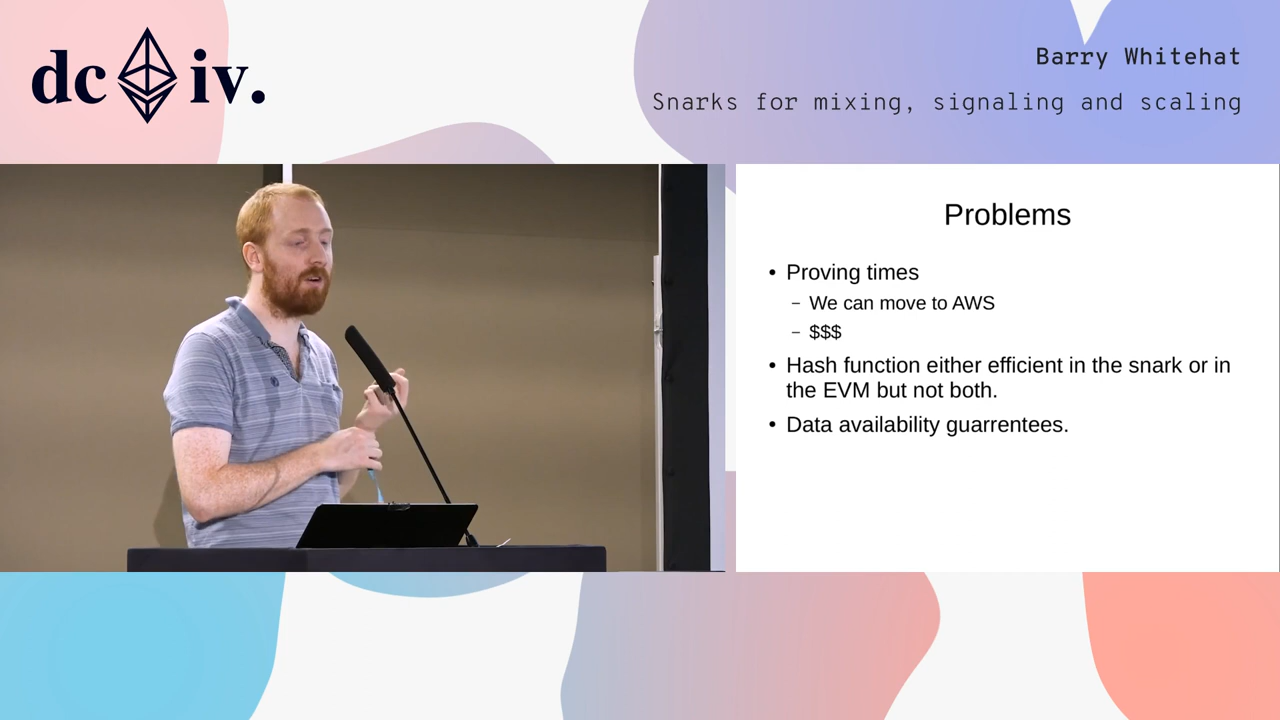 dc iv.
Barry Whitehat
Snarks for mixing, signaling and scaling
Problems
• Proving times
– We can move to AWS
– $$$
• Hash function either efficient in the snark or in
the EVM but not both.
• Data availability guarrentees.